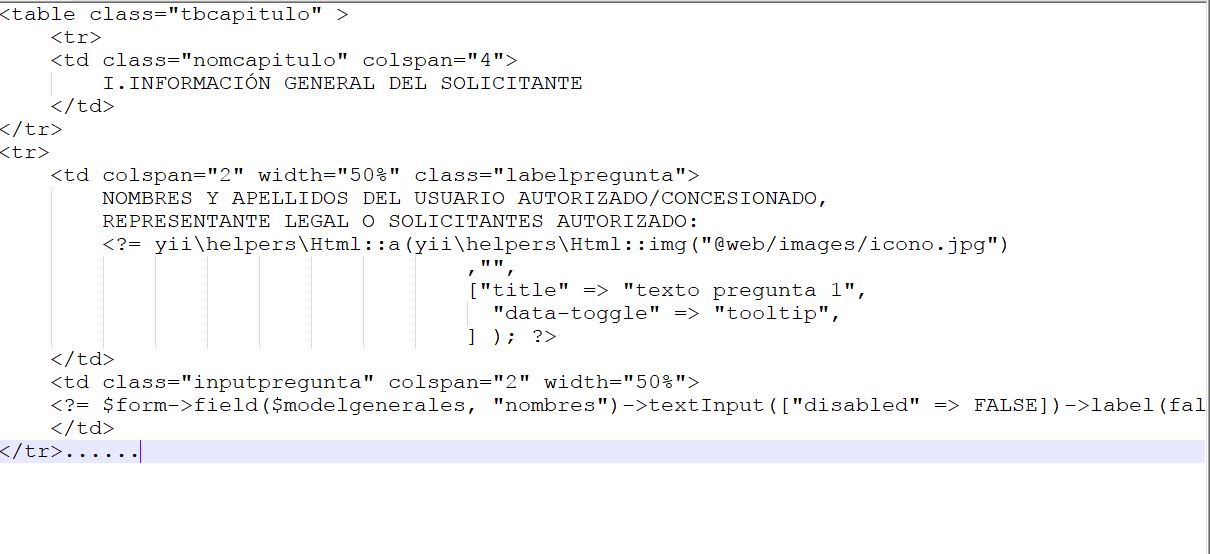 <table class="tbcapitulo" >
<tr>
<td class="nomcapitulo" colspan="4">
I.INFORMACIÓN GENERAL DEL SOLICITANTE
</td>
</tr>
<tr>
<td colspan="2" width="50%" class="labelpregunta">
NOMBRES Y APELLIDOS DEL USUARIO AUTORIZADO/CONCESIONADO,
REPRESENTANTE LEGAL O SOLICITANTES AUTORIZADO:
<?= yii\helpers\Html::a(yii\helpers\Html::img("@web/images/icono.jpg")
,"",
["title" => "texto pregunta 1",
"data-toggle" => "tooltip",
] ); ?>
</td>
<td class="inputpregunta" colspan="2" width="50%">
<?= $form->field($modelgenerales, "nombres")->textInput(["disabled" => FALSE])->label(fal
</td>
</tr>......